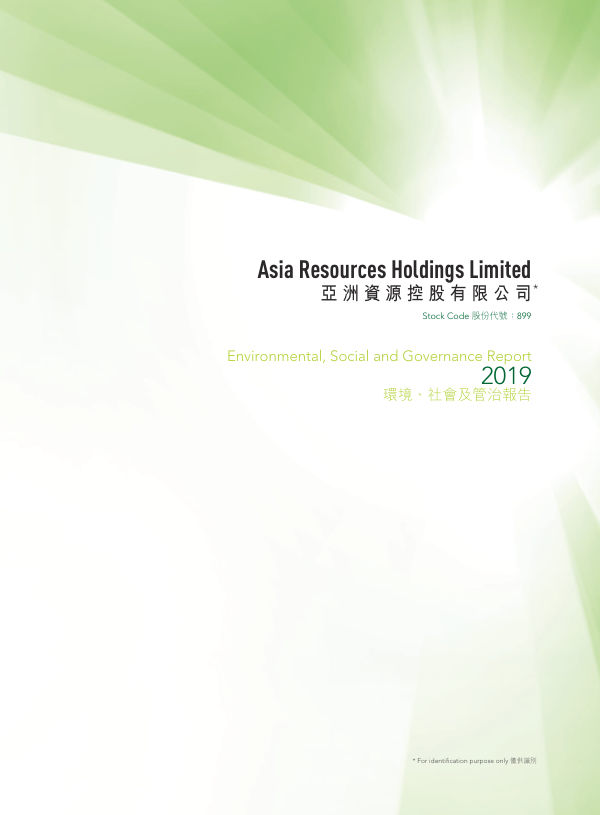 Asia Resources Holdings Limited
亞洲資源控股有限公司*
Stock Code 股份代號：899
Environmental, Social and Governance Report
2019
環境、社會及管治報告
* For identification purpose only 僅供識別